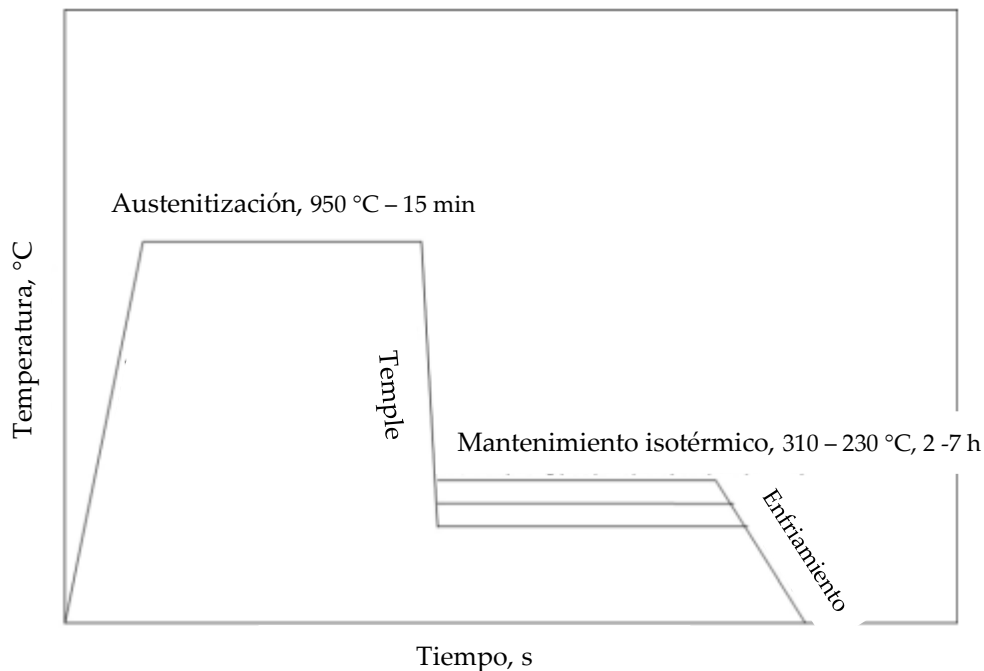 Austenitización, 950 °C – 15 min
Temperatura, °C
Temple
Mantenimiento isotérmico, 310 – 230 °C, 2 -7 h
Enfriamiento
Tiempo, s